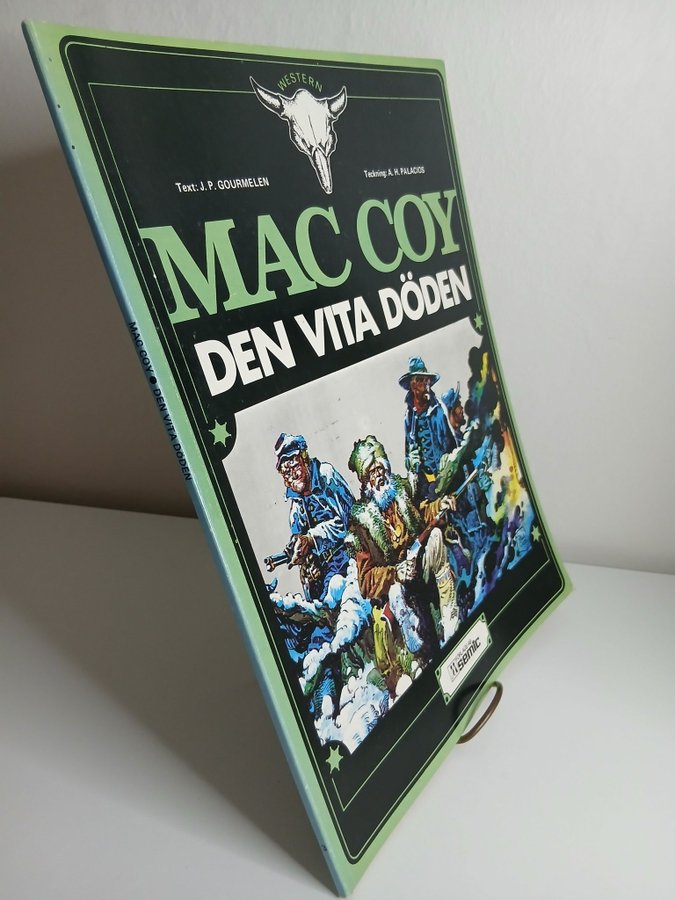 WESTERN
Text: J. P. GOURMELEN
Teckning: A. H. PALACIOS
MAC COY
DEN VITA DÖDEN
semic
MAC COY ● DEN VITA DÖDEN